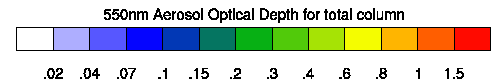 550nm Aerosol Optical Depth for total column
.02 .04 .07 .1 .15 .2 .3 .4 .6 .8 1 1.5